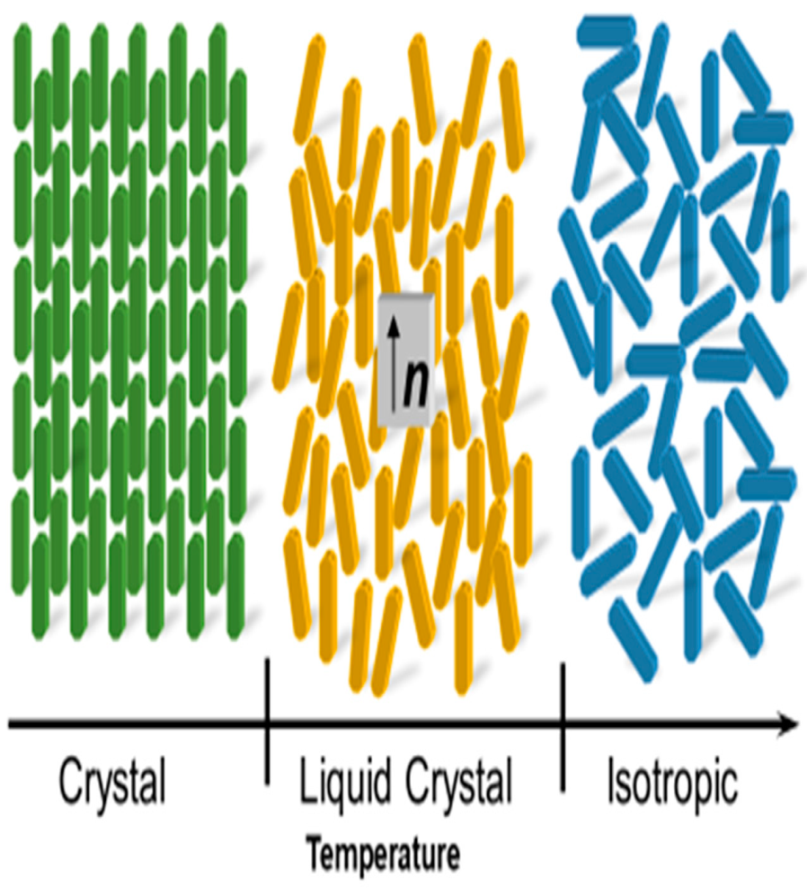 n
Crystal
Liquid Crystal
Isotropic
Temperature